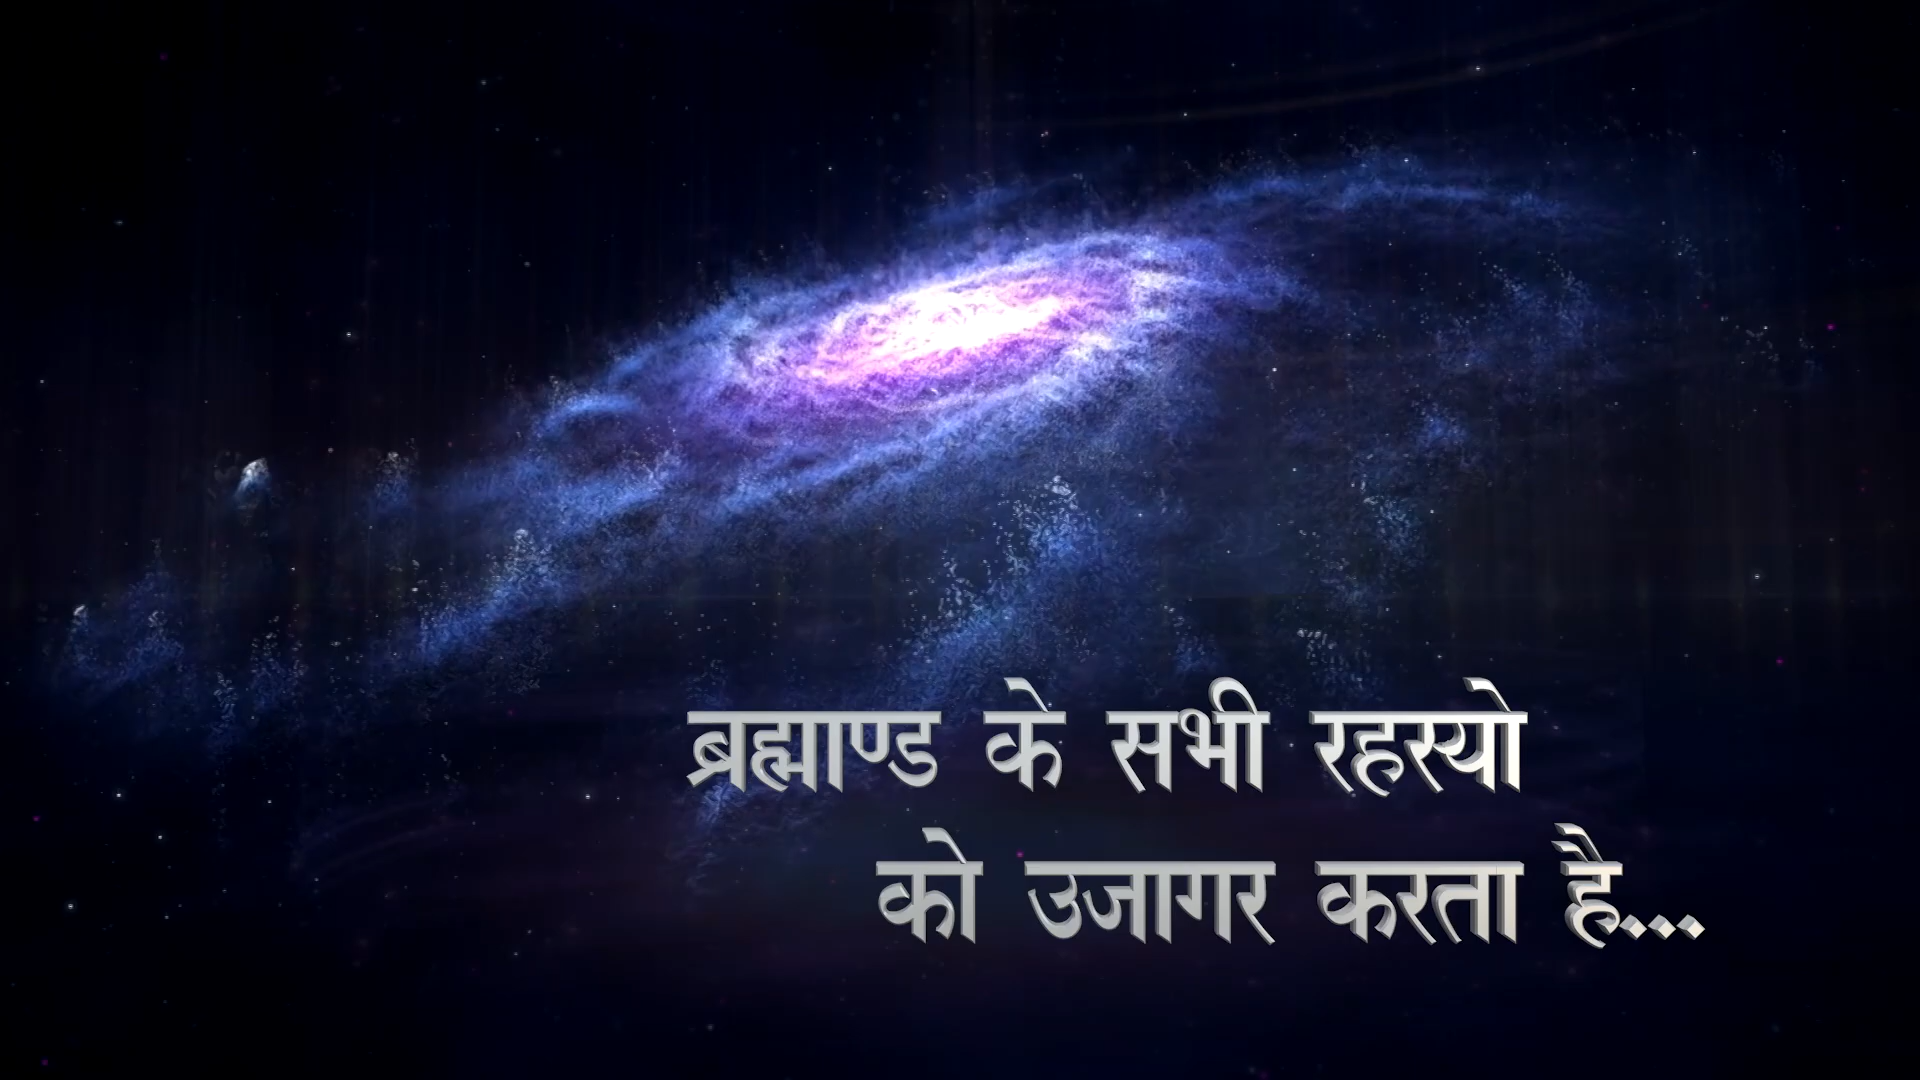 ब्रह्माण्ड के सभी रहस्यो
को उजागर करता है...